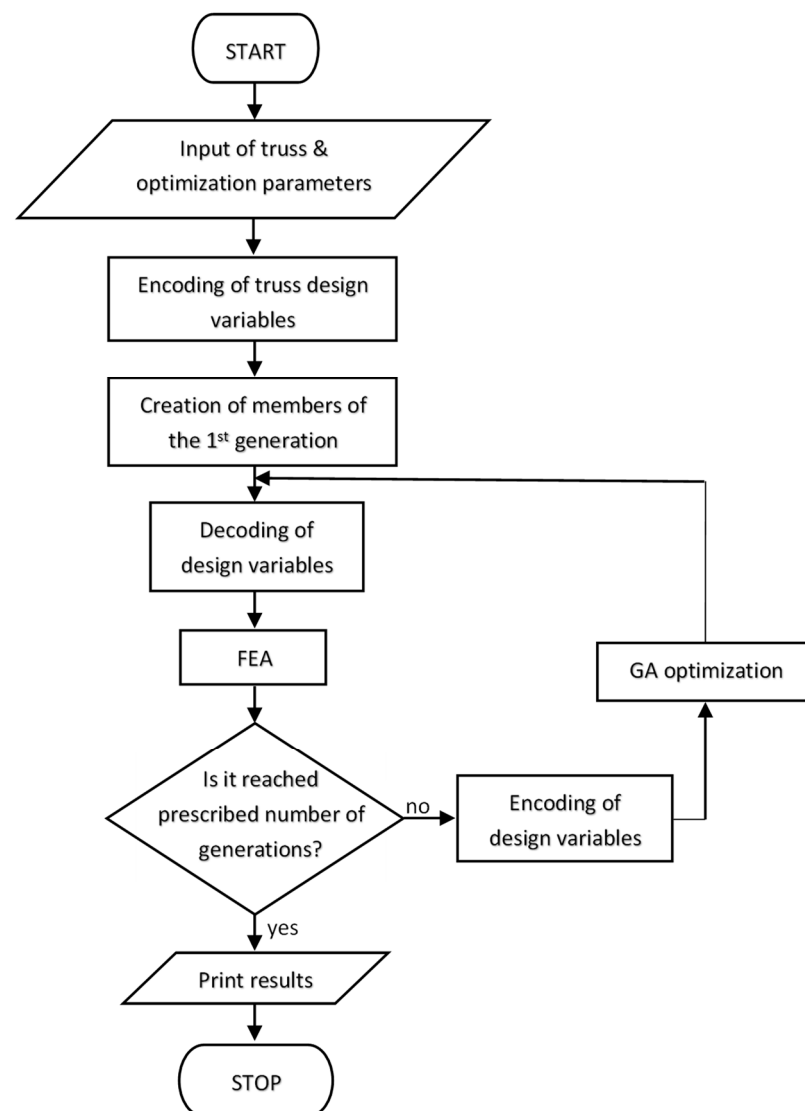 START
Input of truss &
optimization parameters
Encoding of truss design
variables
Creation of members of
the 1st generation
Decoding of
design variables
FEA
GA optimization
Is it reached
prescribed number of
generations?
no
Encoding of
design variables
yes
Print results
STOP